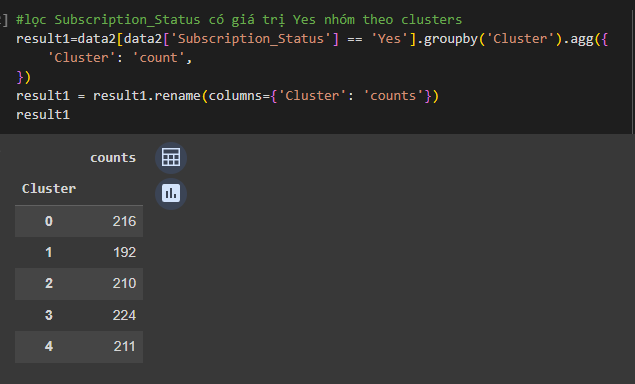 ] #lọc Subscription_Status có giá trị Yes nhóm theo clusters
result1=data2[data2['Subscription_Status'] == 'Yes'].groupby('Cluster').agg({
    'Cluster': 'count',
})
result1 = result1.rename(columns={'Cluster': 'counts'})
result1
counts
Cluster
0 216
1 192
2 210
3 224
4 211